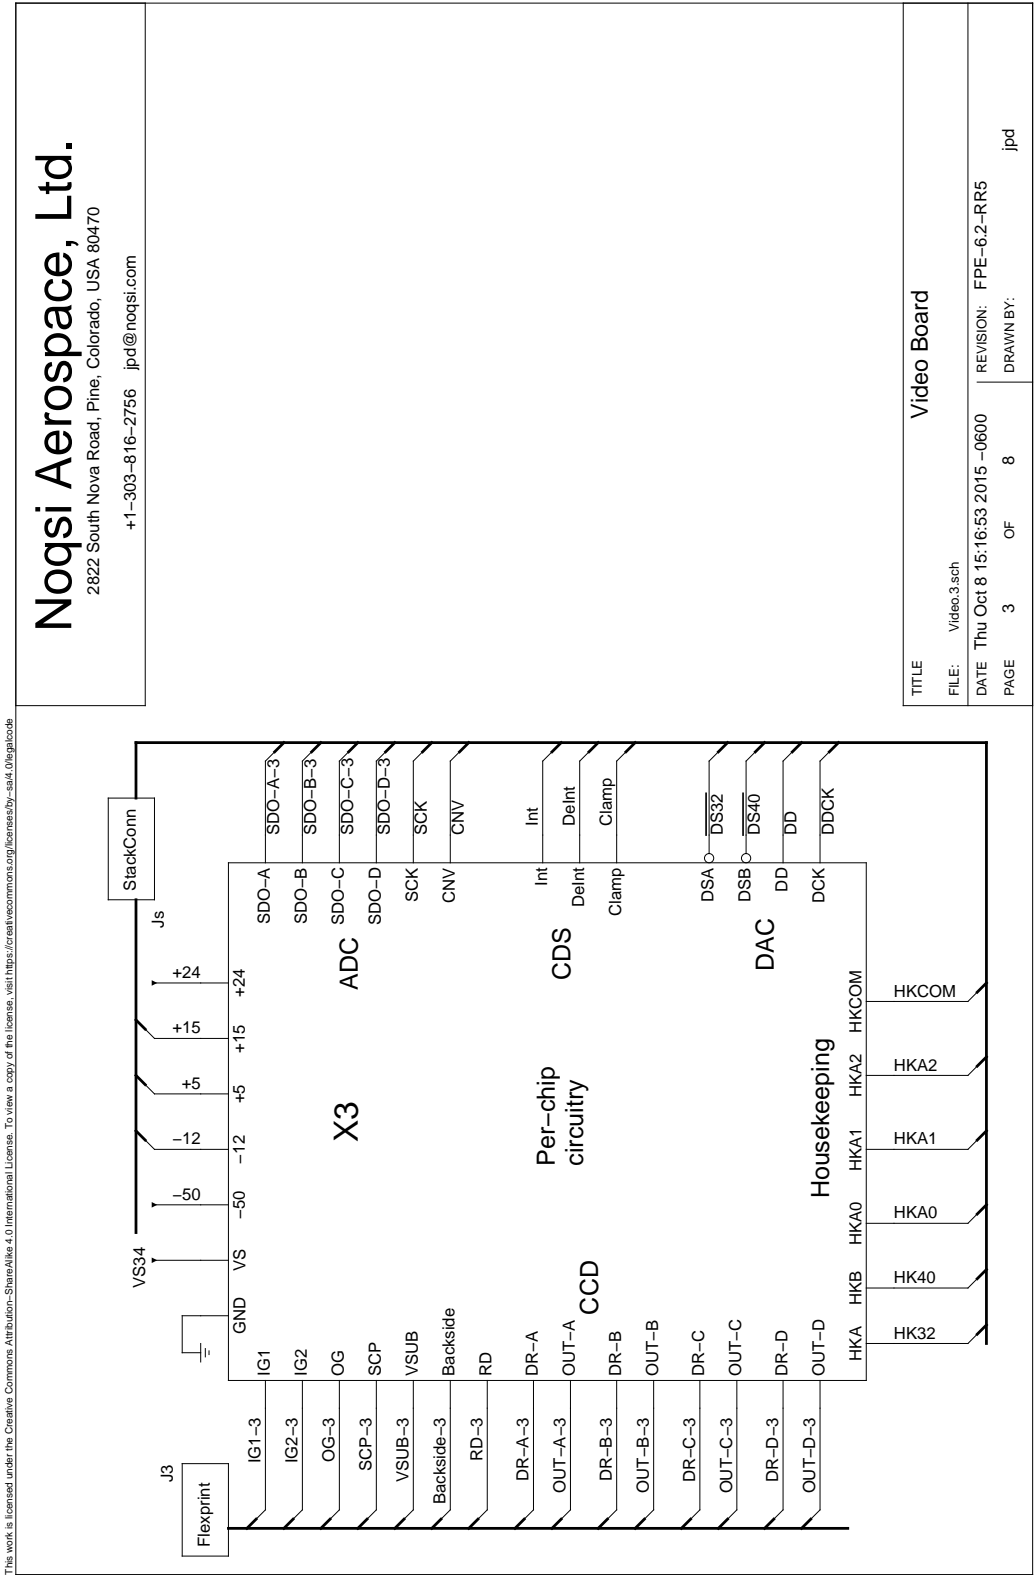 This work is licensed under the Creative Commons Attribution–ShareAlike 4.0 International License. To view a copy of the license, visit https://creativecommons.org/licenses/by–sa/4.0/legalcode
Noqsi Aerospace, Ltd.
2822 South Nova Road, Pine, Colorado, USA 80470
+1–303–816–2756 jpd@noqsi.com
J3
Flexprint
StackConn
Js
VS34
–50
–12
+5
+15
+24
GND
VS
–50
–12
+5
+15
+24
IG1–3
IG1
IG2–3
IG2
OG–3
OG
SCP–3
SCP
VSUB–3
VSUB
Backside–3
Backside
RD–3
RD
DR–A–3
DR–A
OUT–A–3
OUT–A
DR–B–3
DR–B
OUT–B–3
OUT–B
DR–C–3
DR–C
OUT–C–3
OUT–C
DR–D–3
DR–D
OUT–D–3
OUT–D
X3
Per–chip
circuitry
CCD
ADC
CDS
DAC
Housekeeping
SDO–A
SDO–A–3
SDO–B
SDO–B–3
SDO–C
SDO–C–3
SDO–D
SDO–D–3
SCK
SCK
CNV
CNV
Int
Int
DeInt
DeInt
Clamp
Clamp
DSA
DS32
DSB
DS40
DD
DD
DCK
DDCK
HKA
HKB
HKA0
HKA1
HKA2
HKCOM
HK32
HK40
HKA0
HKA1
HKA2
HKCOM
TITLE
Video Board
FILE: Video.3.sch
DATE Thu Oct 8 15:16:53 2015 –0600
REVISION: FPE–6.2–RR5
PAGE 3 OF 8
DRAWN BY: jpd